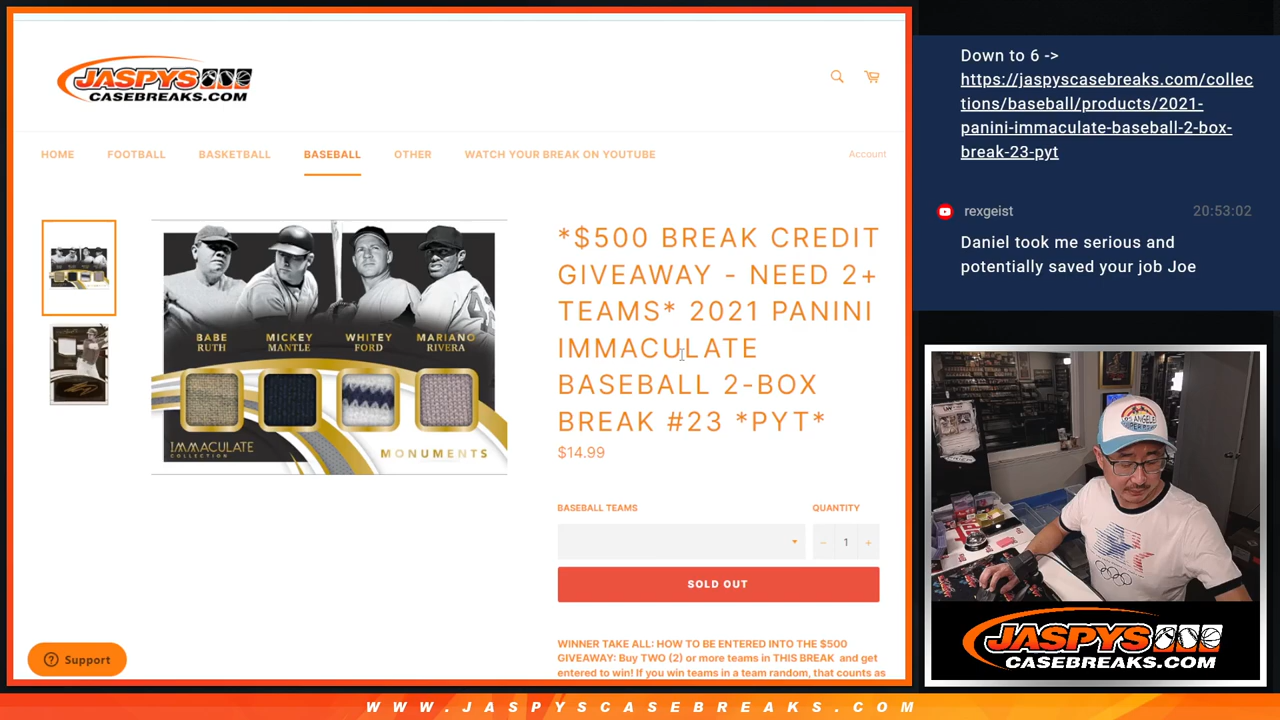 JASPYS
CASEBREAKS.COM
HOME FOOTBALL BASKETBALL BASEBALL OTHER WATCH YOUR BREAK ON YOUTUBE Account
BABE RUTH
MICKEY MANTLE
WHITEY FORD
MARIANO RIVERA
IMMACULATE
COLLECTION
MONUMENTS
*$500 BREAK CREDIT
GIVEAWAY - NEED 2+
TEAMS* 2021 PANINI
IMMACULATE
BASEBALL 2-BOX
BREAK #23 *PYT*
$14.99
BASEBALL TEAMS QUANTITY
− 1 +
SOLD OUT
WINNER TAKE ALL: HOW TO BE ENTERED INTO THE $500
GIVEAWAY: Buy TWO (2) or more teams in THIS BREAK and get
entered to win! If you win teams in a team random, that counts as
Support
Down to 6 ->
https://jaspyscasebreaks.com/collec
tions/baseball/products/2021-
panini-immaculate-baseball-2-box-
break-23-pyt
rexgeist 20:53:02
Daniel took me serious and
potentially saved your job Joe
JASPYS
CASEBREAKS.COM
WWW.JASPYSCASEBREAKS.COM